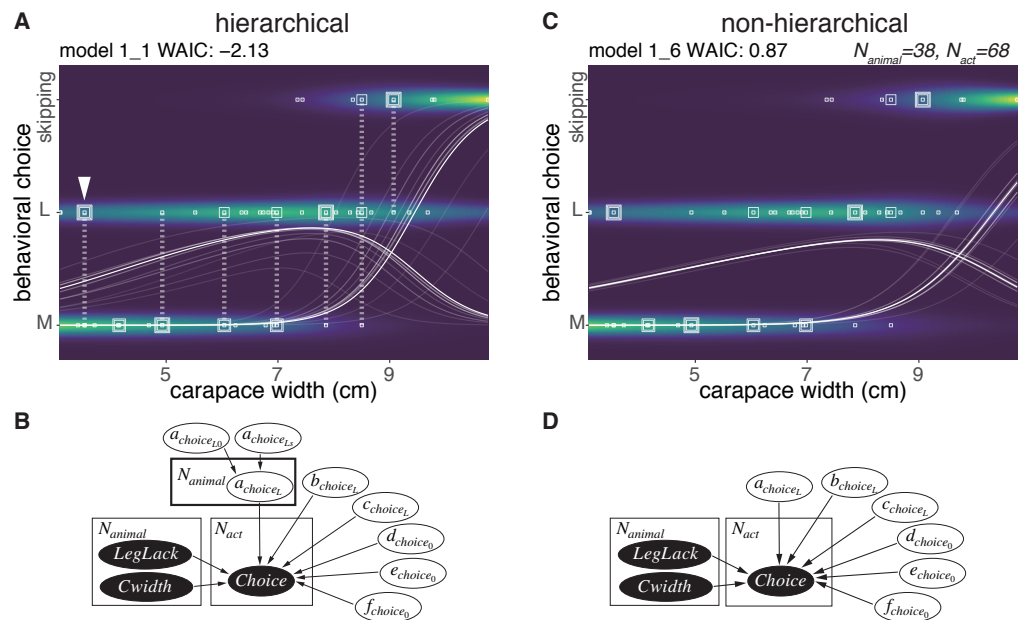 A hierarchical
model 1_1 WAIC: −2.13
behavioral choice
skipping
L
M
5 7 9
carapace width (cm)
C non-hierarchical
model 1_6 WAIC: 0.87 N_animal=38, N_act=68
behavioral choice
skipping
L
M
5 7 9
carapace width (cm)
B
a_choice_L0 a_choice_Ls
N_animal
a_choice_L
b_choice_L
c_choice_L
N_animal
N_act
LegLack
d_choice_0
Cwidth
Choice
e_choice_0
f_choice_0
D
a_choice_L
b_choice_L
c_choice_L
N_animal
N_act
LegLack
d_choice_0
Cwidth
Choice
e_choice_0
f_choice_0